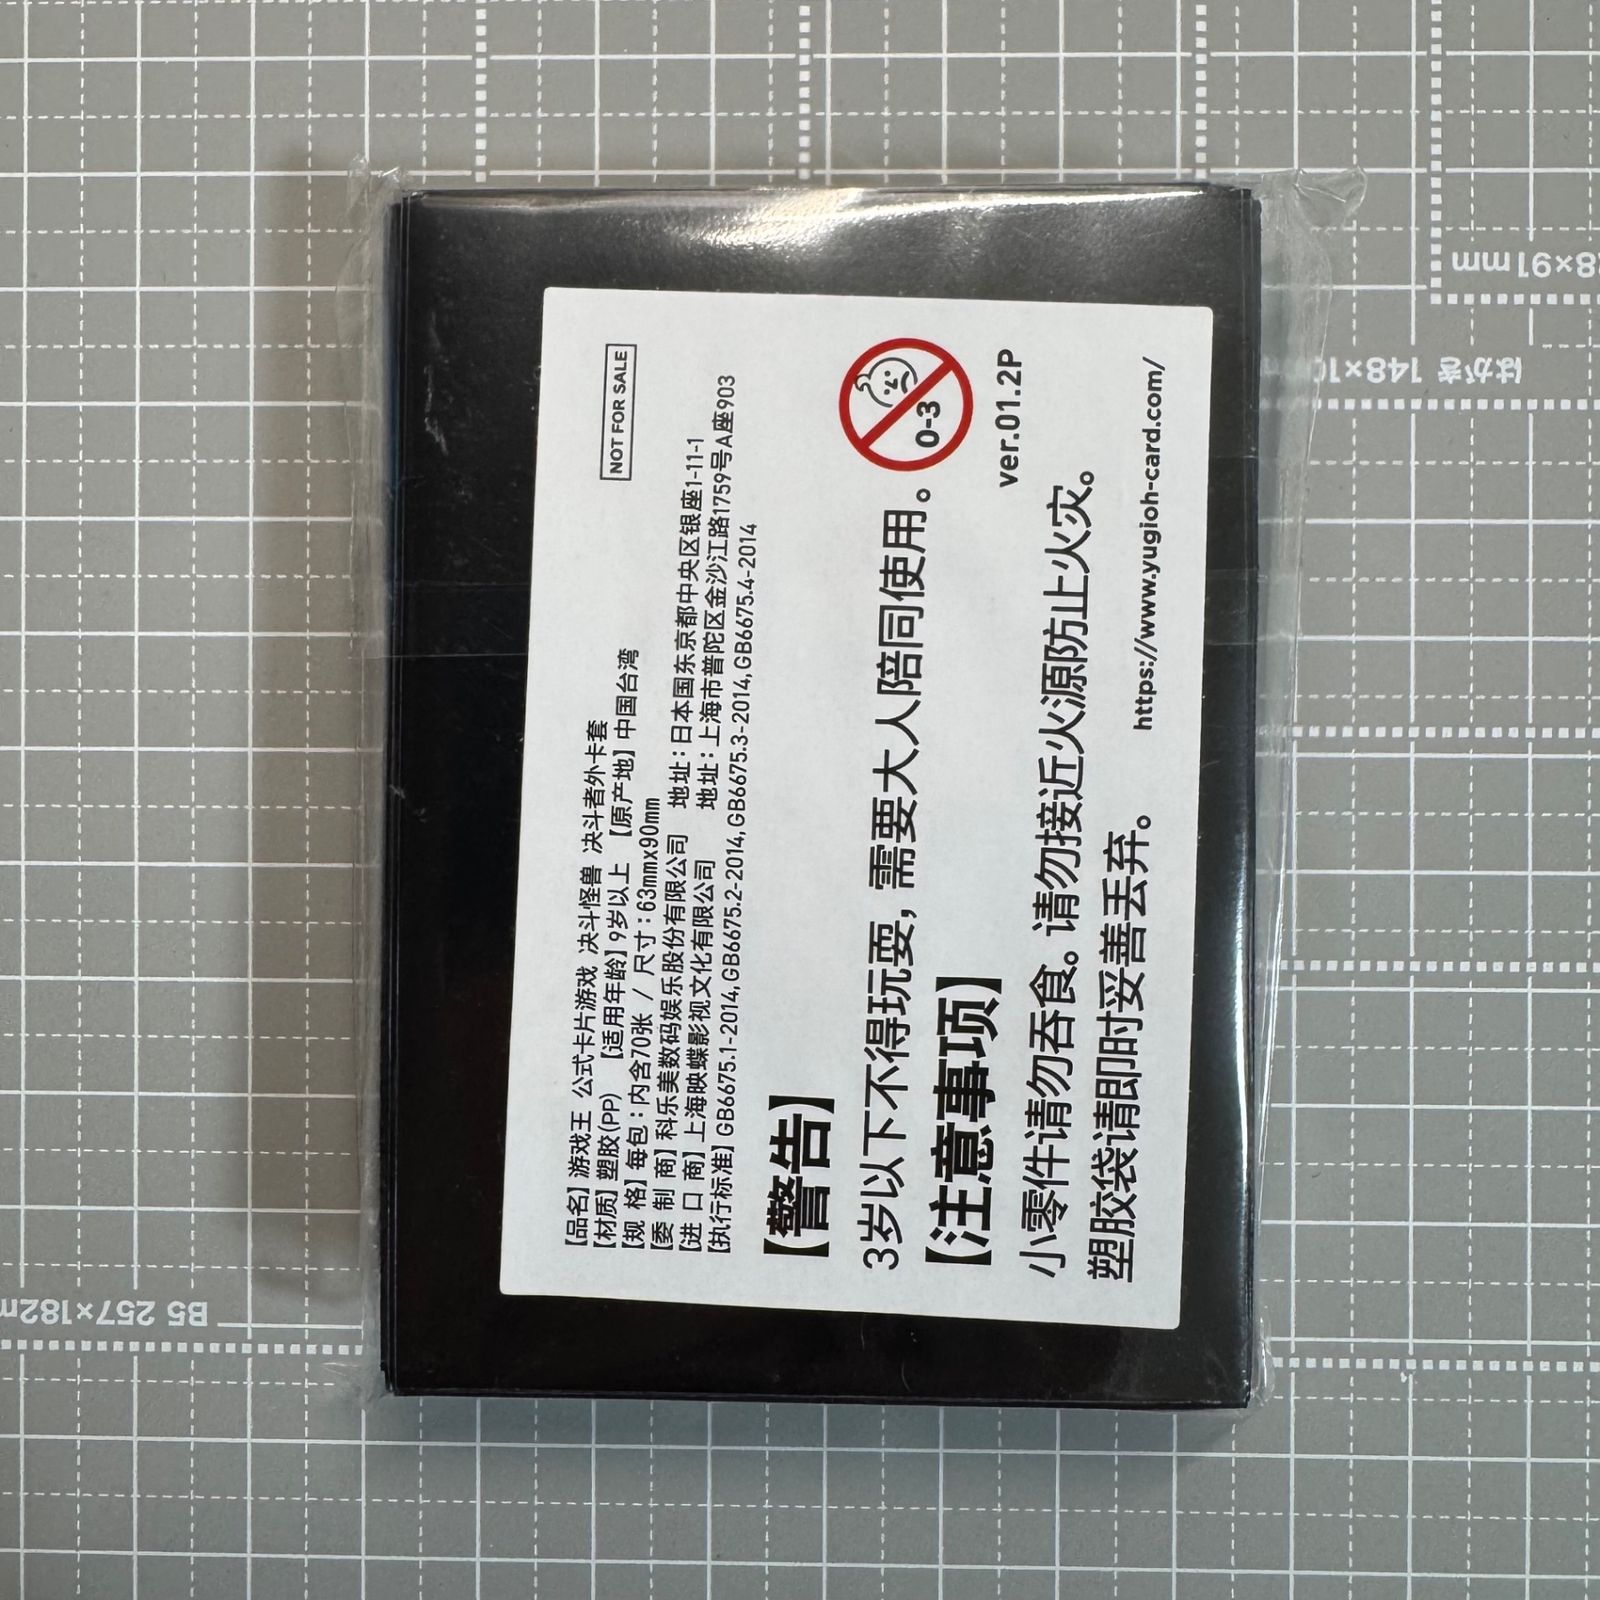 NOT FOR SALE
【品名】游戏王 公式卡片游戏 决斗怪兽 决斗者外卡套
【材质】塑胶(PP) 【适用年龄】9岁以上 【原产地】中国台湾
【规 格】每包：内含70张 / 尺寸：63mmx90mm
【委 制 商】科乐美数码娱乐股份有限公司 地址：日本国东京都中央区银座1-11-1
【进 口 商】上海映蝶影视文化有限公司 地址：上海市普陀区金沙江路1759号A座903
【执行标准】GB6675.1-2014,GB6675.2-2014,GB6675.3-2014,GB6675.4-2014
【警告】
3岁以下不得玩耍，需要大人陪同使用。
0-3
【注意事项】
ver.01.2P
小零件请勿吞食。请勿接近火源防止火灾。
塑胶袋请即时妥善丢弃。
https://www.yugioh-card.com/
8×91mm
はがき 148×10
B5 257×182m